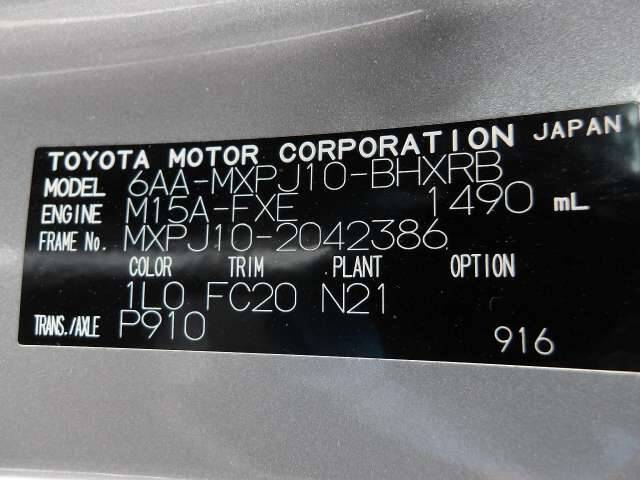 TOYOTA MOTOR CORPORATION JAPAN
MODEL 6AA-MXPJ10-BHXRB
ENGINE M15A-FXE 1490 mL
FRAME No. MXPJ10-2042386
COLOR TRIM PLANT OPTION
1L0 FC20 N21
TRANS./AXLE P910
916